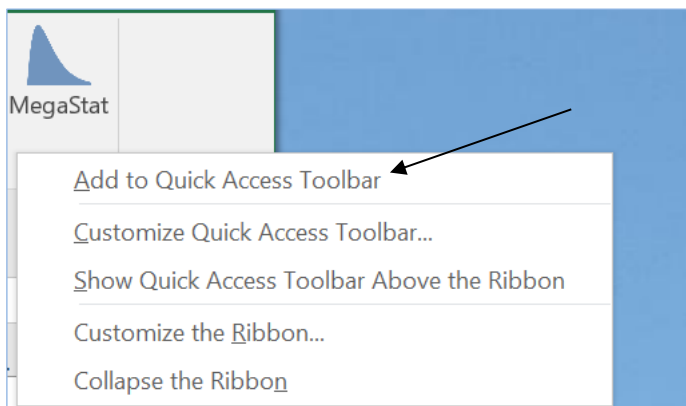 MegaStat
Add to Quick Access Toolbar
Customize Quick Access Toolbar...
Show Quick Access Toolbar Above the Ribbon
Customize the Ribbon...
Collapse the Ribbon